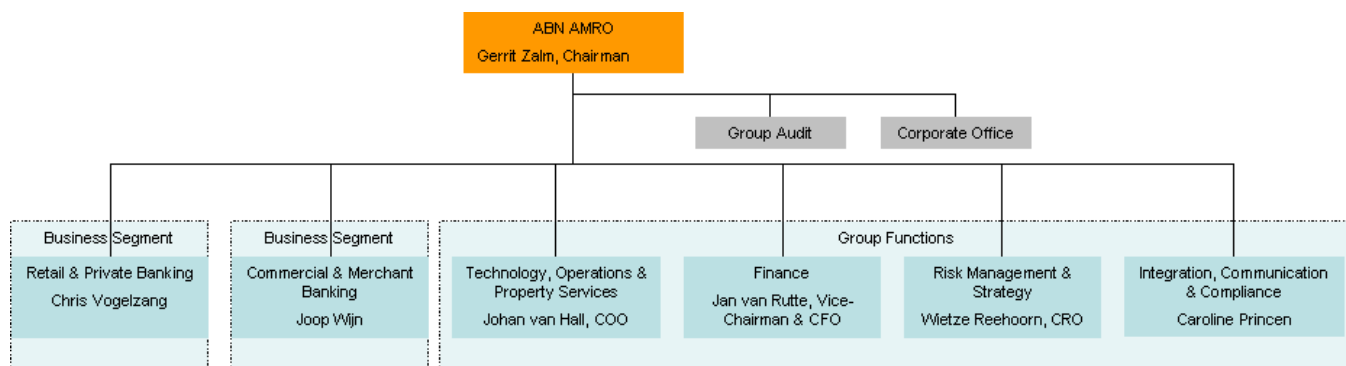 ABN AMRO
Gerrit Zalm, Chairman
Group Audit
Corporate Office
Business Segment
Retail & Private Banking
Chris Vogelzang
Business Segment
Commercial & Merchant
Banking
Joop Wijn
Group Functions
Technology, Operations &
Property Services
Johan van Hall, COO
Finance
Jan van Rutte, Vice-
Chairman & CFO
Risk Management &
Strategy
Wietze Reehoorn, CRO
Integration, Communication
& Compliance
Caroline Princen